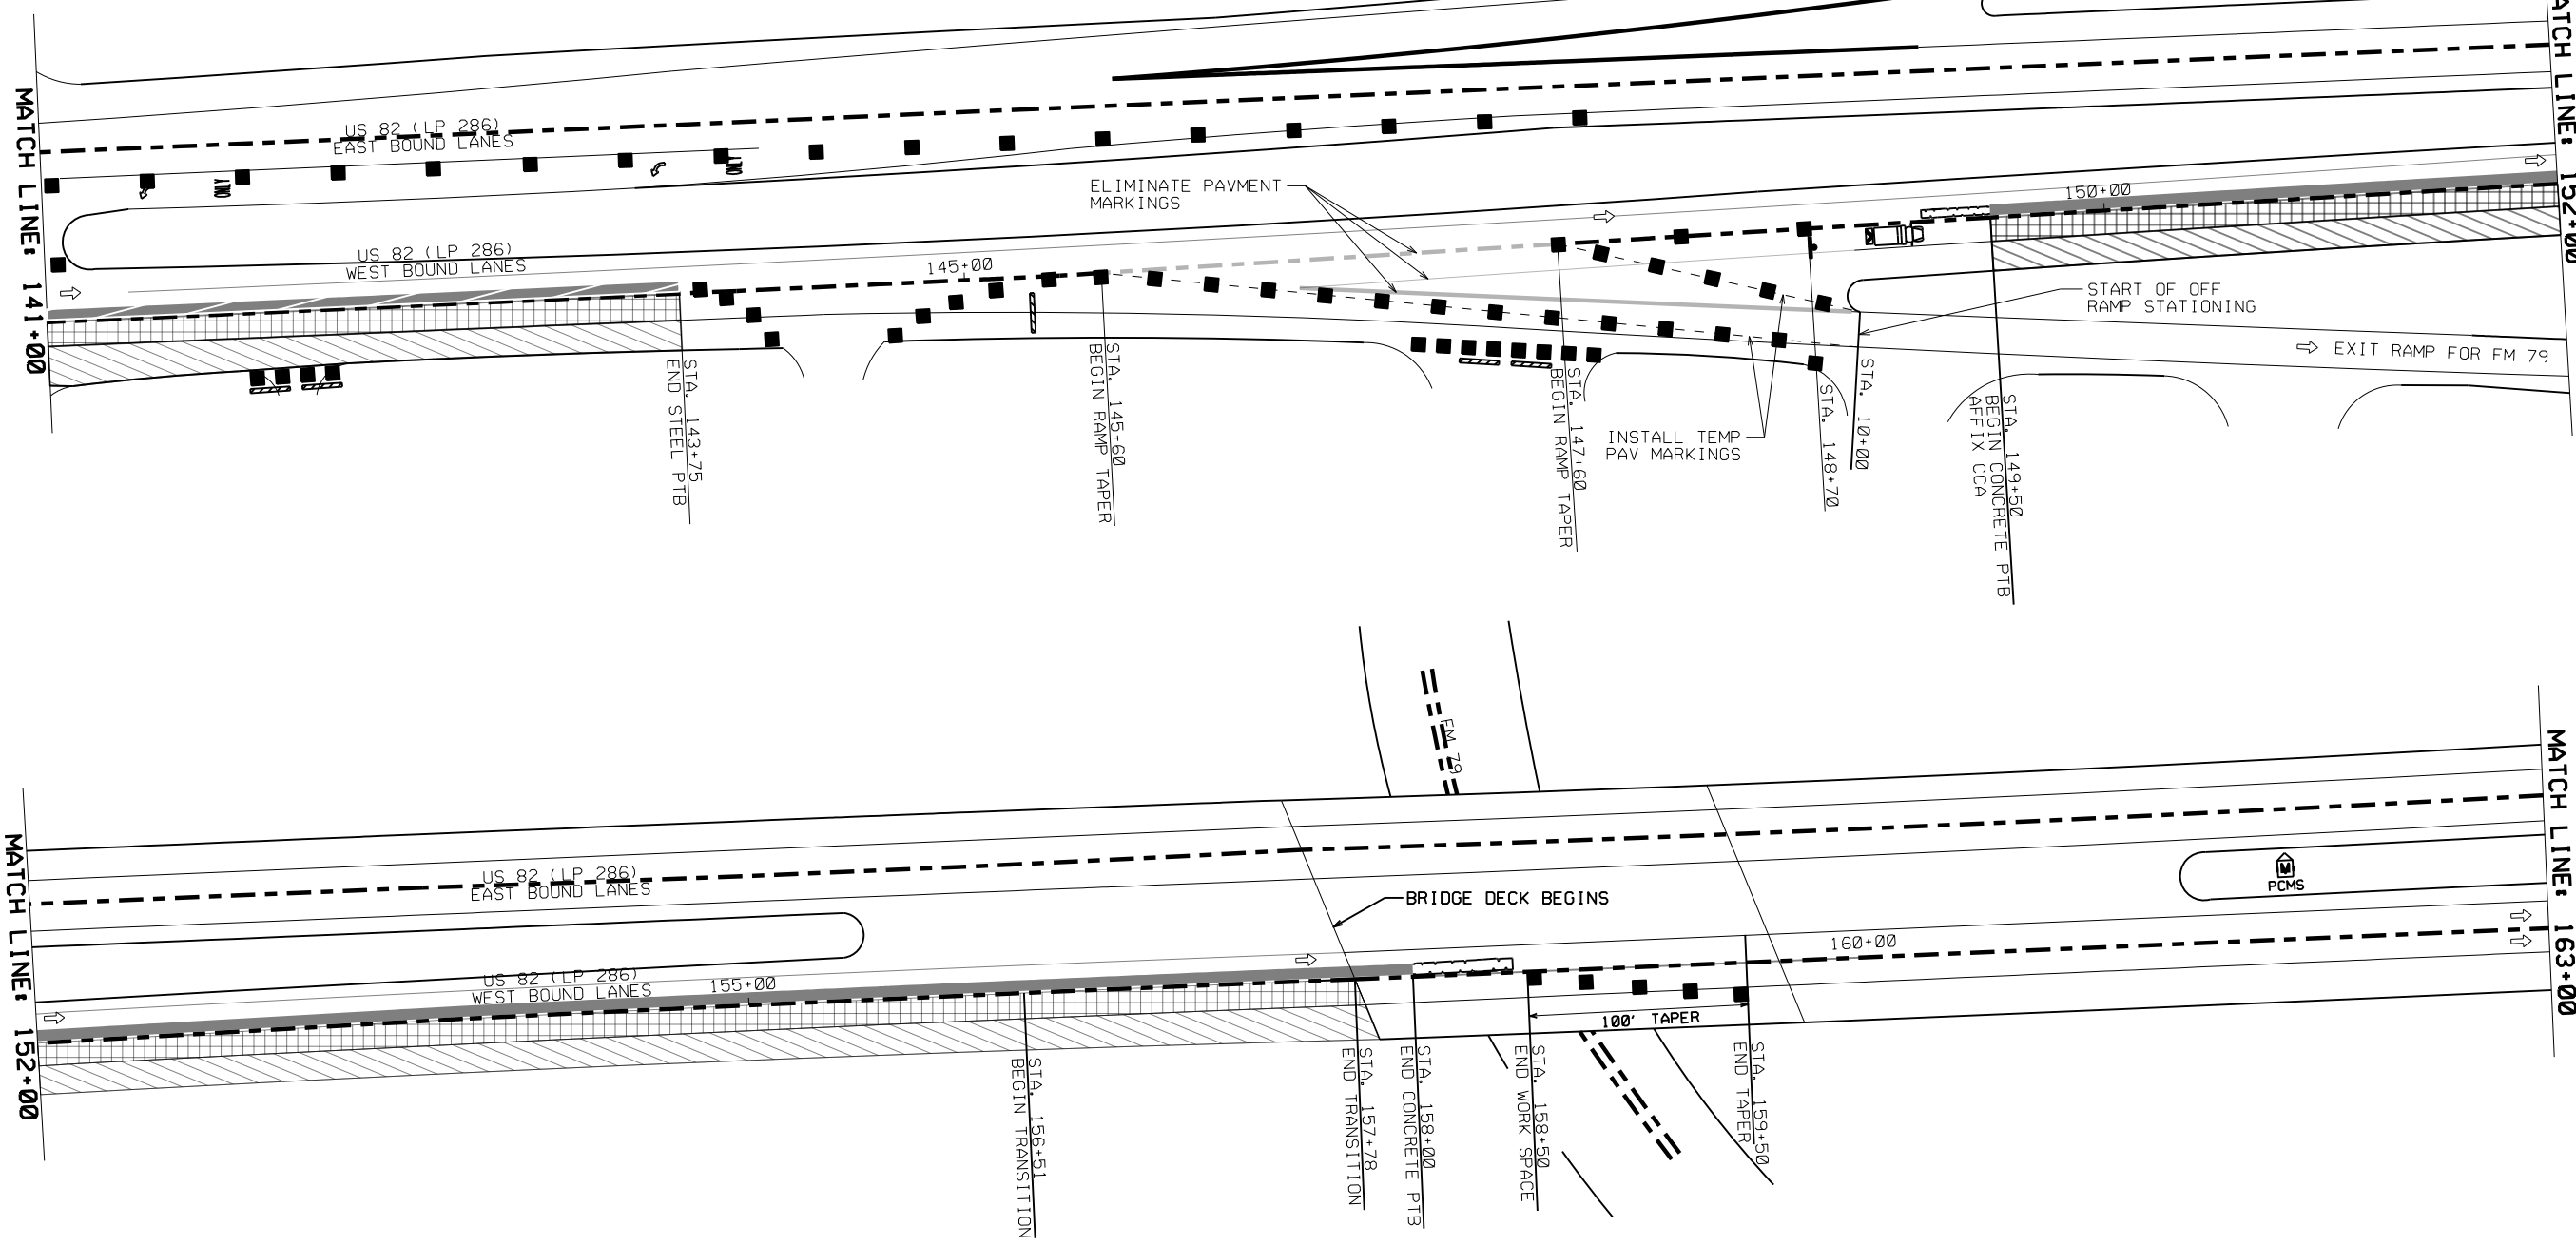 MATCH LINE: 141+00
US 82 (LP 286)
EAST BOUND LANES
ONLY
ONLY
US 82 (LP 286)
WEST BOUND LANES
145+00
ELIMINATE PAVMENT
MARKINGS
150+00
START OF OFF
RAMP STATIONING
EXIT RAMP FOR FM 79
INSTALL TEMP
PAV MARKINGS
STA. 143+75
END STEEL PTB
STA. 145+60
BEGIN RAMP TAPER
STA. 147+60
BEGIN RAMP TAPER
STA. 148+70
STA. 10+00
STA. 149+50
BEGIN CONCRETE PTB
AFFIX CCA
MATCH LINE: 152+00
MATCH LINE: 152+00
US 82 (LP 286)
EAST BOUND LANES
US 82 (LP 286)
WEST BOUND LANES
155+00
FM 79
BRIDGE DECK BEGINS
160+00
PCMS
100' TAPER
STA. 156+51
BEGIN TRANSITION
STA. 157+78
END TRANSITION
STA. 158+00
END CONCRETE PTB
STA. 158+50
END WORK SPACE
STA. 159+50
END TAPER
MATCH LINE: 163+00